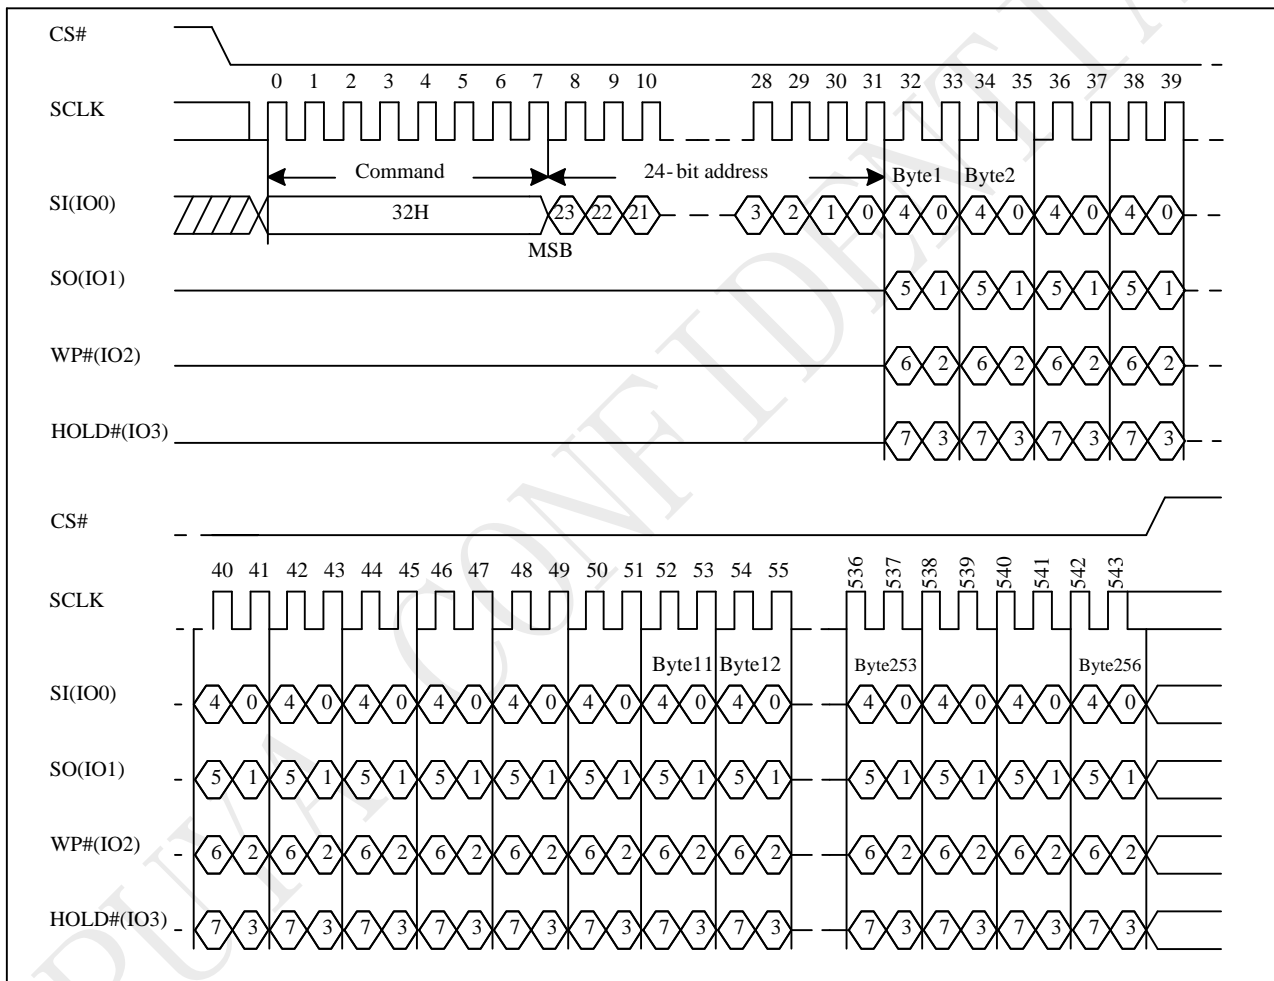 CS#
0 1 2 3 4 5 6 7 8 9 10 28 29 30 31 32 33 34 35 36 37 38 39
SCLK
Command 24-bit address Byte1 Byte2
SI(IO0) 32H 23 22 21 3 2 1 0 4 0 4 0 4 0 4 0
MSB
SO(IO1) 5 1 5 1 5 1 5 1
WP#(IO2) 6 2 6 2 6 2 6 2
HOLD#(IO3) 7 3 7 3 7 3 7 3
CS#
40 41 42 43 44 45 46 47 48 49 50 51 52 53 54 55 536 537 538 539 540 541 542 543
SCLK
Byte11 Byte12 Byte253 Byte256
SI(IO0) 4 0 4 0 4 0 4 0 4 0 4 0 4 0 4 0 4 0 4 0 4 0 4 0
SO(IO1) 5 1 5 1 5 1 5 1 5 1 5 1 5 1 5 1 5 1 5 1 5 1 5 1
WP#(IO2) 6 2 6 2 6 2 6 2 6 2 6 2 6 2 6 2 6 2 6 2 6 2 6 2
HOLD#(IO3) 7 3 7 3 7 3 7 3 7 3 7 3 7 3 7 3 7 3 7 3 7 3 7 3
PUYA CONFIDENTIA